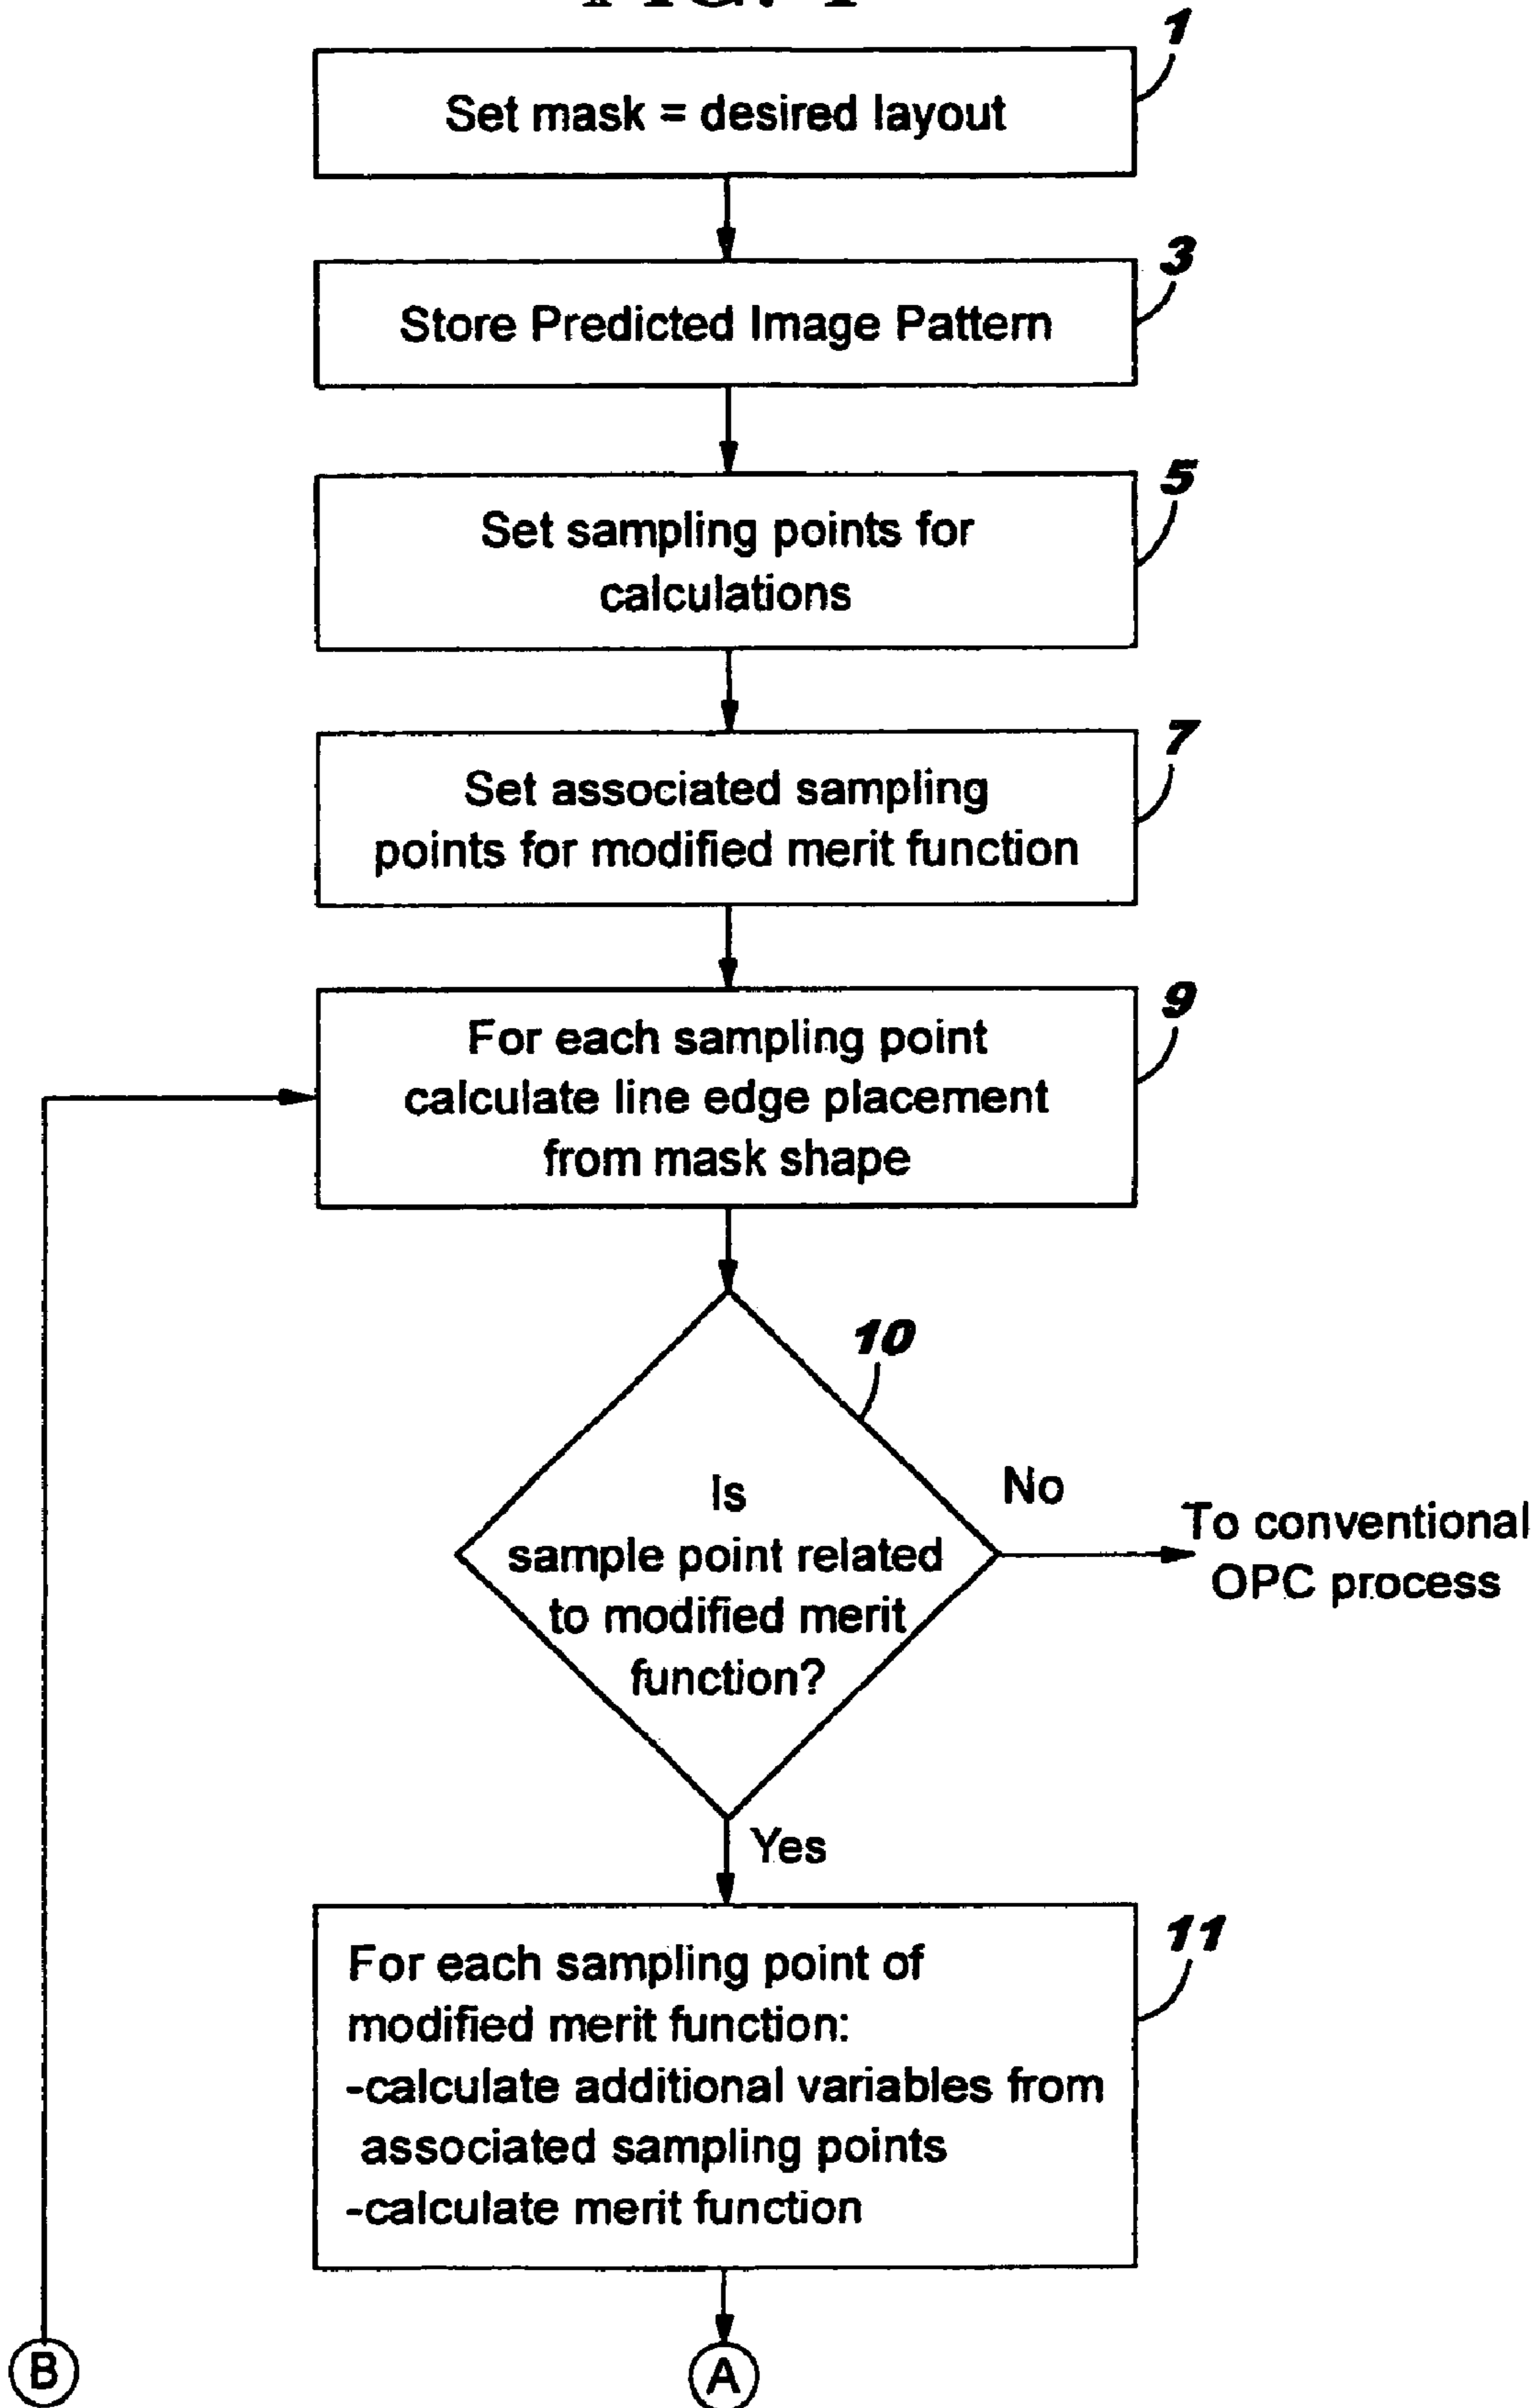 1
Set mask = desired layout
3
Store Predicted Image Pattern
5
Set sampling points for
calculations
7
Set associated sampling
points for modified merit function
9
For each sampling point
calculate line edge placement
from mask shape
10
Is
sample point related
to modified merit
function?
No
To conventional
OPC process
Yes
11
For each sampling point of
modified merit function:
-calculate additional variables from
associated sampling points
-calculate merit function
B
A